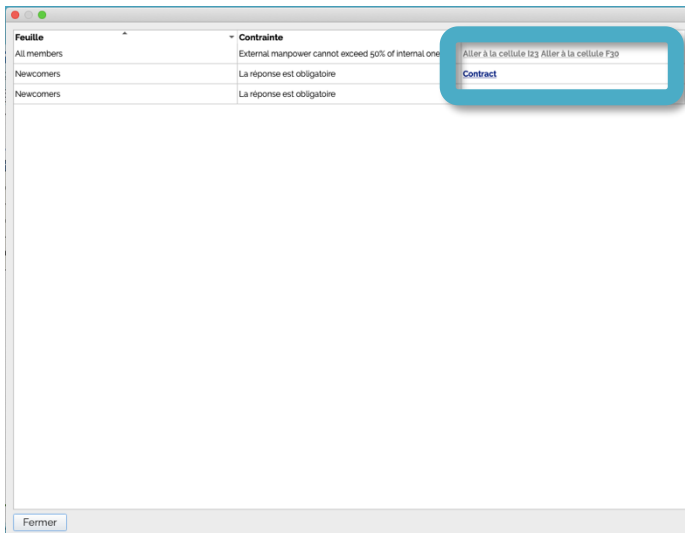 Feuille Contrainte
All members External manpower cannot exceed 50% of internal one Aller à la cellule I23 Aller à la cellule F30
Newcomers La réponse est obligatoire Contract
Newcomers La réponse est obligatoire
Fermer